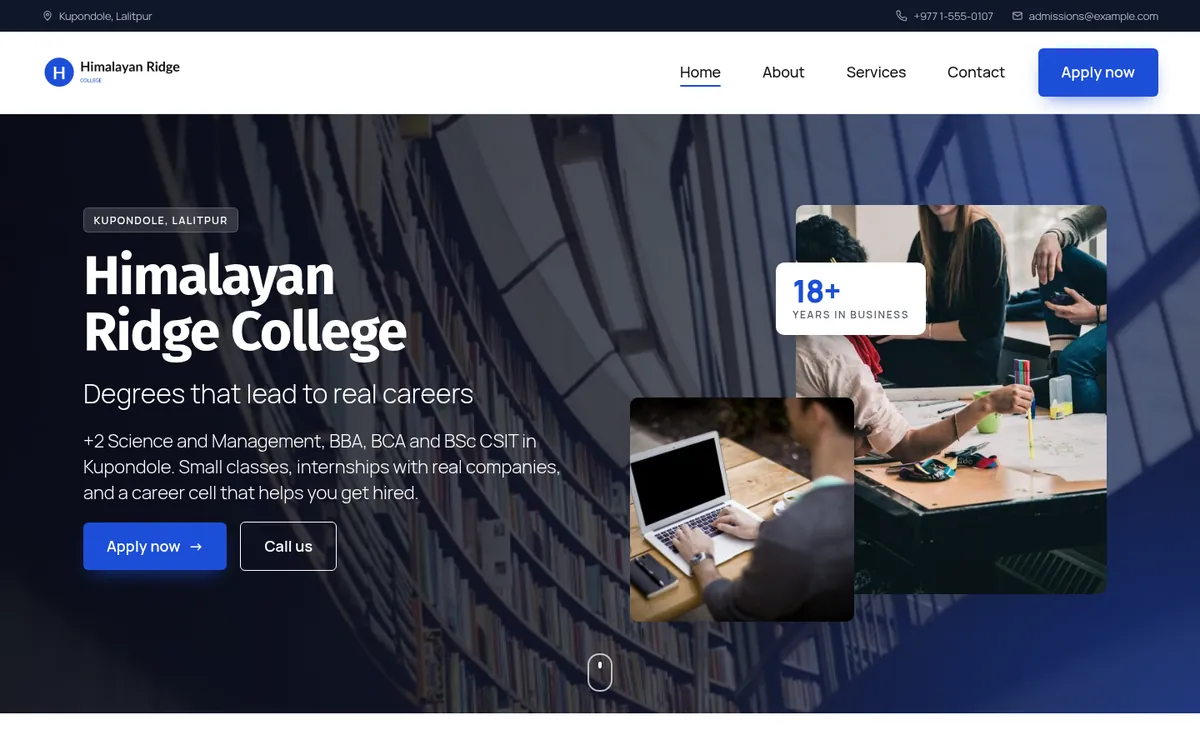 Kupondole, Lalitpur
+977 1-555-0107
admissions@example.com
H
Himalayan Ridge
COLLEGE
Home
About
Services
Contact
Apply now
KUPONDOLE, LALITPUR
Himalayan
Ridge College
Degrees that lead to real careers
+2 Science and Management, BBA, BCA and BSc CSIT in
Kupondole. Small classes, internships with real companies,
and a career cell that helps you get hired.
Apply now →
Call us
18+
YEARS IN BUSINESS